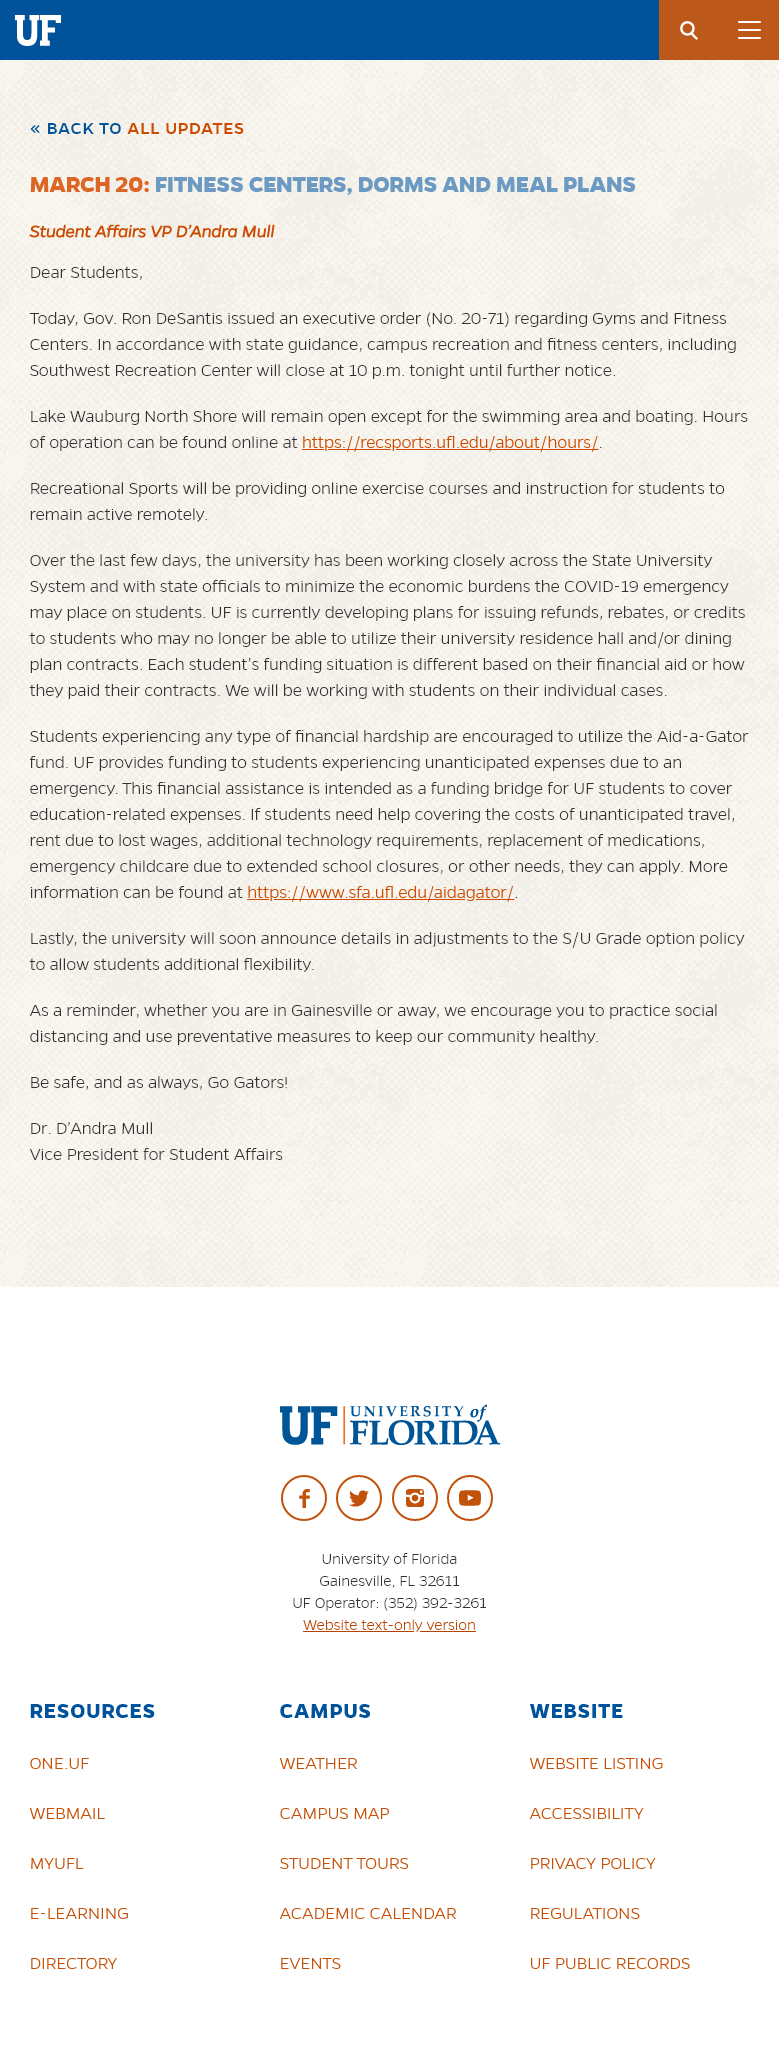 UF
« BACK TO ALL UPDATES
MARCH 20: FITNESS CENTERS, DORMS AND MEAL PLANS
Student Affairs VP D’Andra Mull
Dear Students,
Today, Gov. Ron DeSantis issued an executive order (No. 20-71) regarding Gyms and Fitness
Centers. In accordance with state guidance, campus recreation and fitness centers, including
Southwest Recreation Center will close at 10 p.m. tonight until further notice.
Lake Wauburg North Shore will remain open except for the swimming area and boating. Hours
of operation can be found online at https://recsports.ufl.edu/about/hours/.
Recreational Sports will be providing online exercise courses and instruction for students to
remain active remotely.
Over the last few days, the university has been working closely across the State University
System and with state officials to minimize the economic burdens the COVID-19 emergency
may place on students. UF is currently developing plans for issuing refunds, rebates, or credits
to students who may no longer be able to utilize their university residence hall and/or dining
plan contracts. Each student’s funding situation is different based on their financial aid or how
they paid their contracts. We will be working with students on their individual cases.
Students experiencing any type of financial hardship are encouraged to utilize the Aid-a-Gator
fund. UF provides funding to students experiencing unanticipated expenses due to an
emergency. This financial assistance is intended as a funding bridge for UF students to cover
education-related expenses. If students need help covering the costs of unanticipated travel,
rent due to lost wages, additional technology requirements, replacement of medications,
emergency childcare due to extended school closures, or other needs, they can apply. More
information can be found at https://www.sfa.ufl.edu/aidagator/.
Lastly, the university will soon announce details in adjustments to the S/U Grade option policy
to allow students additional flexibility.
As a reminder, whether you are in Gainesville or away, we encourage you to practice social
distancing and use preventative measures to keep our community healthy.
Be safe, and as always, Go Gators!
Dr. D’Andra Mull
Vice President for Student Affairs
UF UNIVERSITY of
FLORIDA
University of Florida
Gainesville, FL 32611
UF Operator: (352) 392-3261
Website text-only version
RESOURCES
ONE.UF
WEBMAIL
MYUFL
E-LEARNING
DIRECTORY
CAMPUS
WEATHER
CAMPUS MAP
STUDENT TOURS
ACADEMIC CALENDAR
EVENTS
WEBSITE
WEBSITE LISTING
ACCESSIBILITY
PRIVACY POLICY
REGULATIONS
UF PUBLIC RECORDS